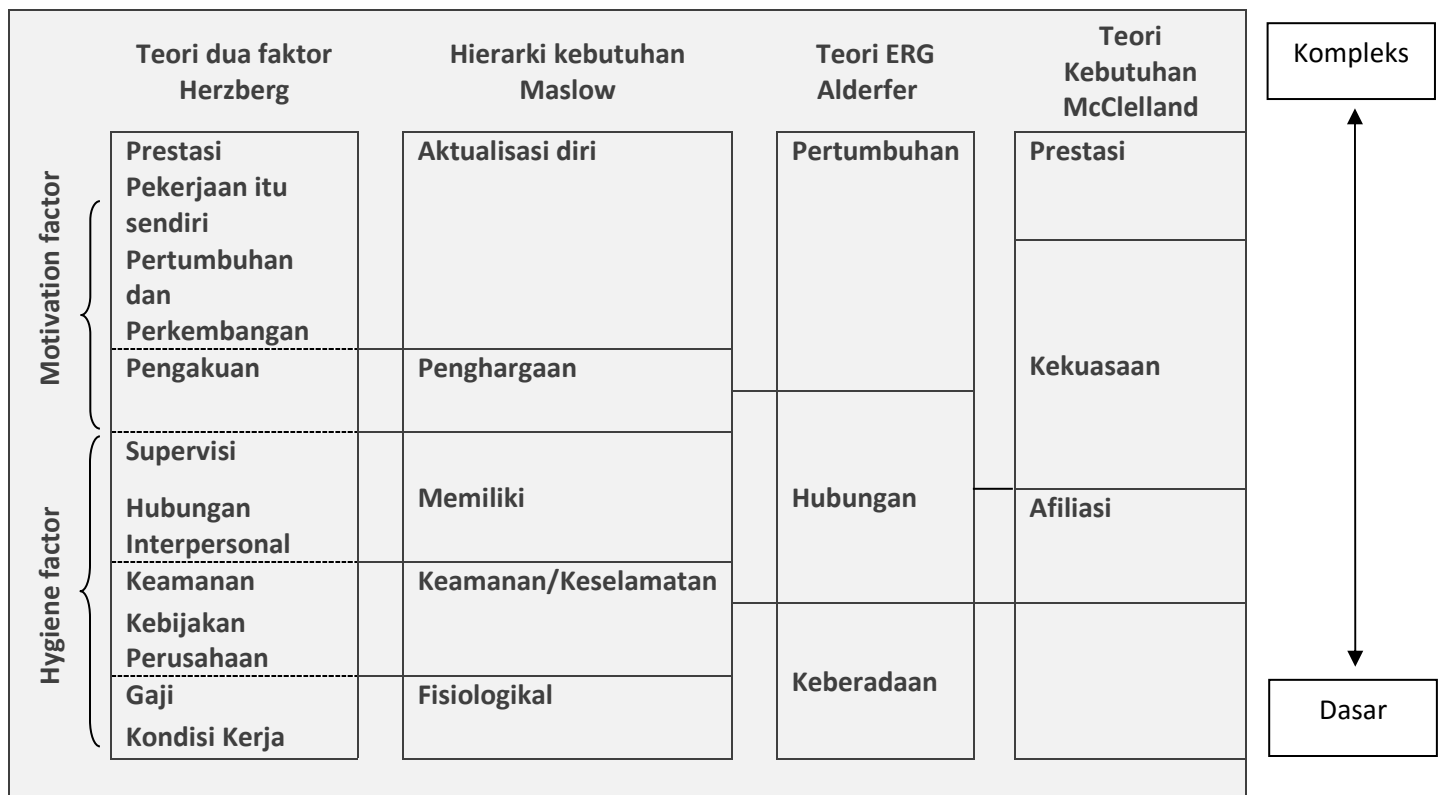 Teori dua faktor
Herzberg
Hierarki kebutuhan
Maslow
Teori ERG
Alderfer
Teori
Kebutuhan
McClelland
Kompleks
Motivation factor
Prestasi
Pekerjaan itu
sendiri
Pertumbuhan
dan
Perkembangan
Pengakuan
Hygiene factor
Supervisi
Hubungan
Interpersonal
Keamanan
Kebijakan
Perusahaan
Gaji
Kondisi Kerja
Aktualisasi diri
Penghargaan
Memiliki
Keamanan/Keselamatan
Fisiologikal
Pertumbuhan
Hubungan
Keberadaan
Prestasi
Kekuasaan
Afiliasi
Dasar